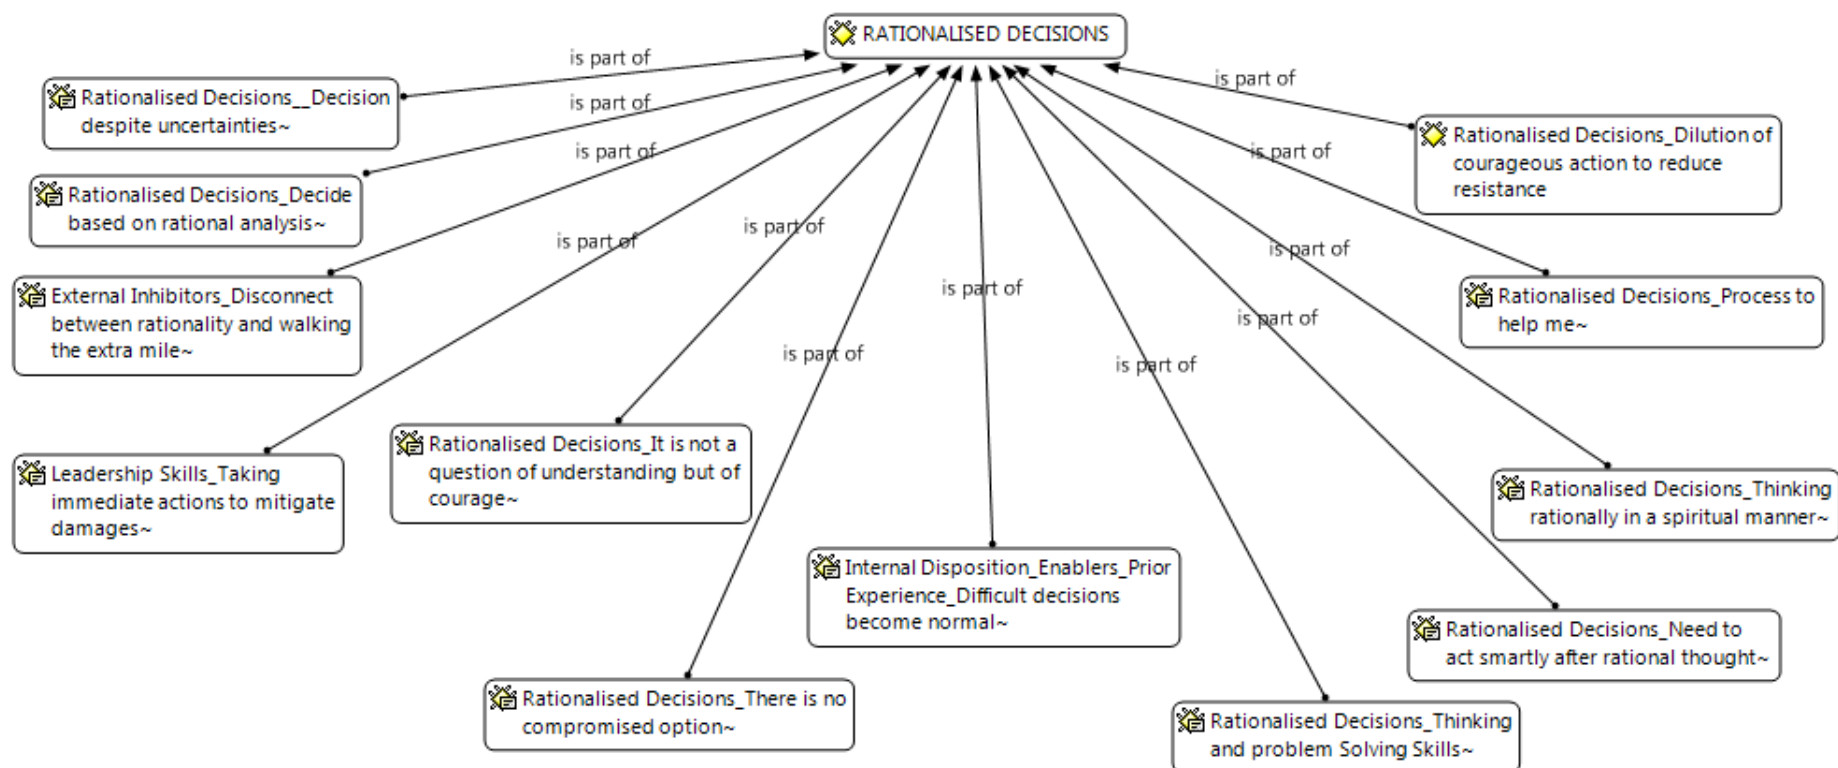 RATIONALISED DECISIONS
is part of
Rationalised Decisions__Decision
despite uncertainties~
is part of
Rationalised Decisions_Decide
based on rational analysis~
is part of
External Inhibitors_Disconnect
between rationality and walking
the extra mile~
is part of
Leadership Skills_Taking
immediate actions to mitigate
damages~
is part of
Rationalised Decisions_It is not a
question of understanding but of
courage~
is part of
Rationalised Decisions_There is no
compromised option~
is part of
Internal Disposition_Enablers_Prior
Experience_Difficult decisions
become normal~
is part of
Rationalised Decisions_Thinking
and problem Solving Skills~
is part of
Rationalised Decisions_Need to
act smartly after rational thought~
is part of
Rationalised Decisions_Thinking
rationally in a spiritual manner~
is part of
Rationalised Decisions_Process to
help me~
is part of
Rationalised Decisions_Dilution of
courageous action to reduce
resistance